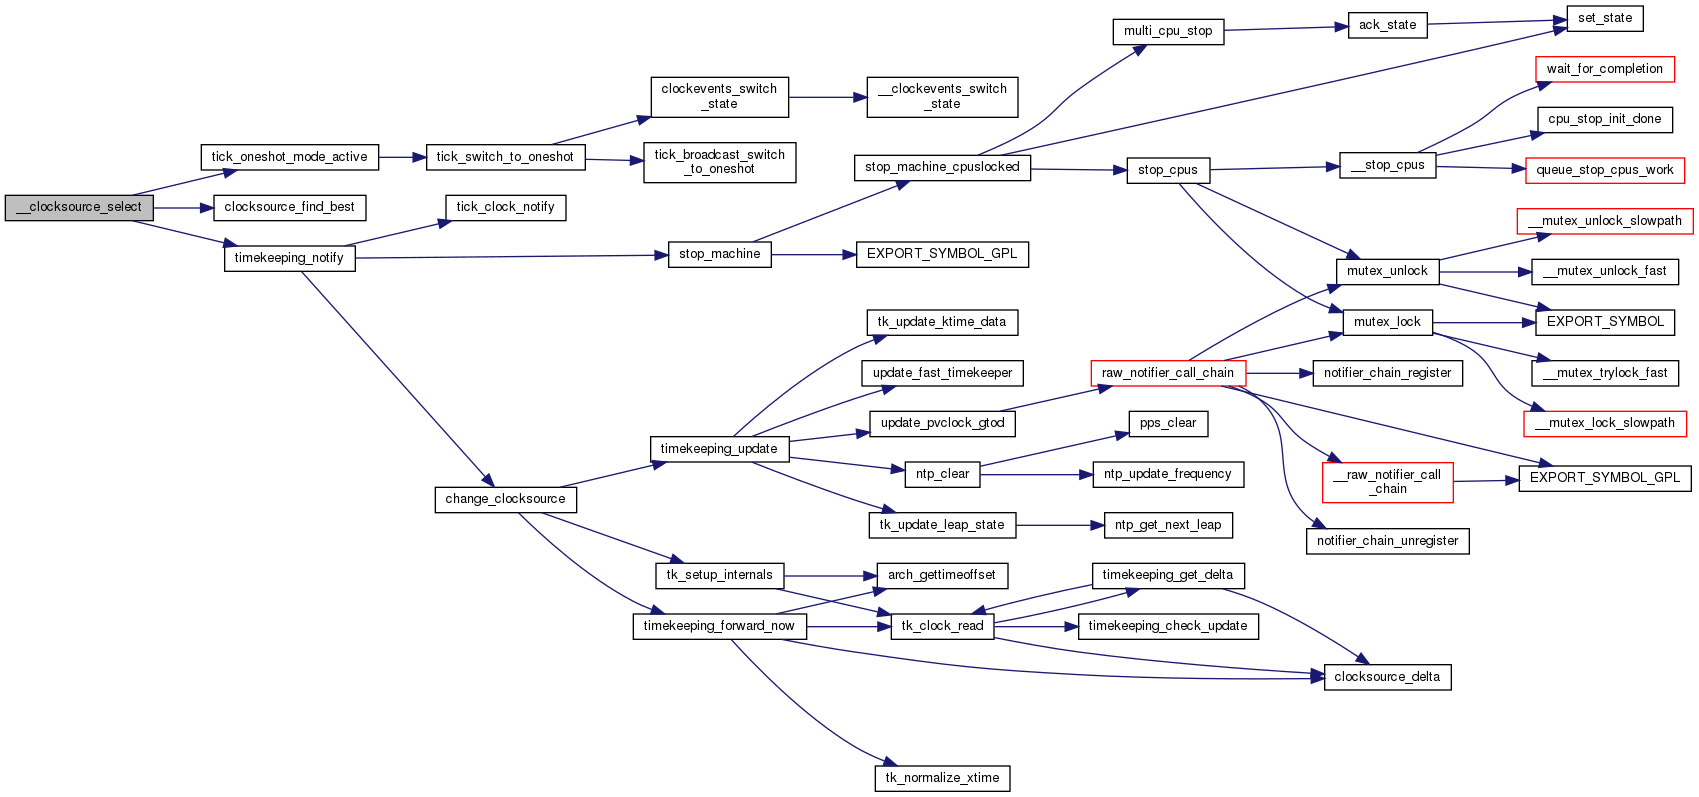 __clocksource_select
tick_oneshot_mode_active
clocksource_find_best
timekeeping_notify
tick_switch_to_oneshot
tick_clock_notify
change_clocksource
clockevents_switch
_state
tick_broadcast_switch
_to_oneshot
stop_machine
timekeeping_update
tk_setup_internals
timekeeping_forward_now
__clockevents_switch
_state
stop_machine_cpuslocked
EXPORT_SYMBOL_GPL
tk_update_ktime_data
update_fast_timekeeper
update_pvclock_gtod
ntp_clear
tk_update_leap_state
arch_gettimeoffset
tk_clock_read
tk_normalize_xtime
multi_cpu_stop
stop_cpus
raw_notifier_call_chain
pps_clear
ntp_update_frequency
ntp_get_next_leap
timekeeping_get_delta
timekeeping_check_update
ack_state
__stop_cpus
mutex_unlock
mutex_lock
notifier_chain_register
__raw_notifier_call
_chain
notifier_chain_unregister
clocksource_delta
set_state
wait_for_completion
cpu_stop_init_done
queue_stop_cpus_work
__mutex_unlock_slowpath
__mutex_unlock_fast
EXPORT_SYMBOL
__mutex_trylock_fast
__mutex_lock_slowpath
EXPORT_SYMBOL_GPL